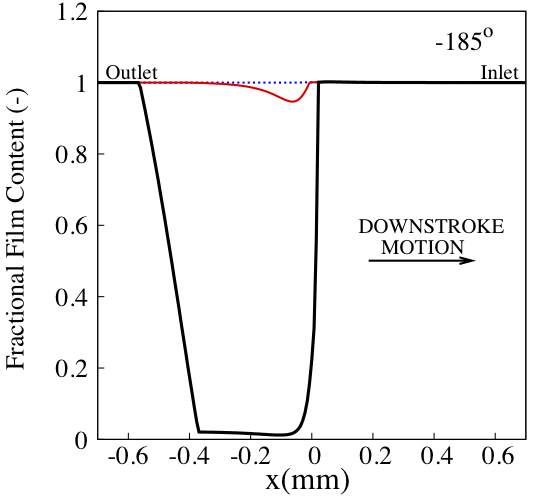 1.2
-185°
Outlet
Inlet
1
0.8
0.6
0.4
0.2
0
Fractional Film Content (-)
DOWNSTROKE
MOTION
-0.6 -0.4 -0.2 0 0.2 0.4 0.6
x(mm)